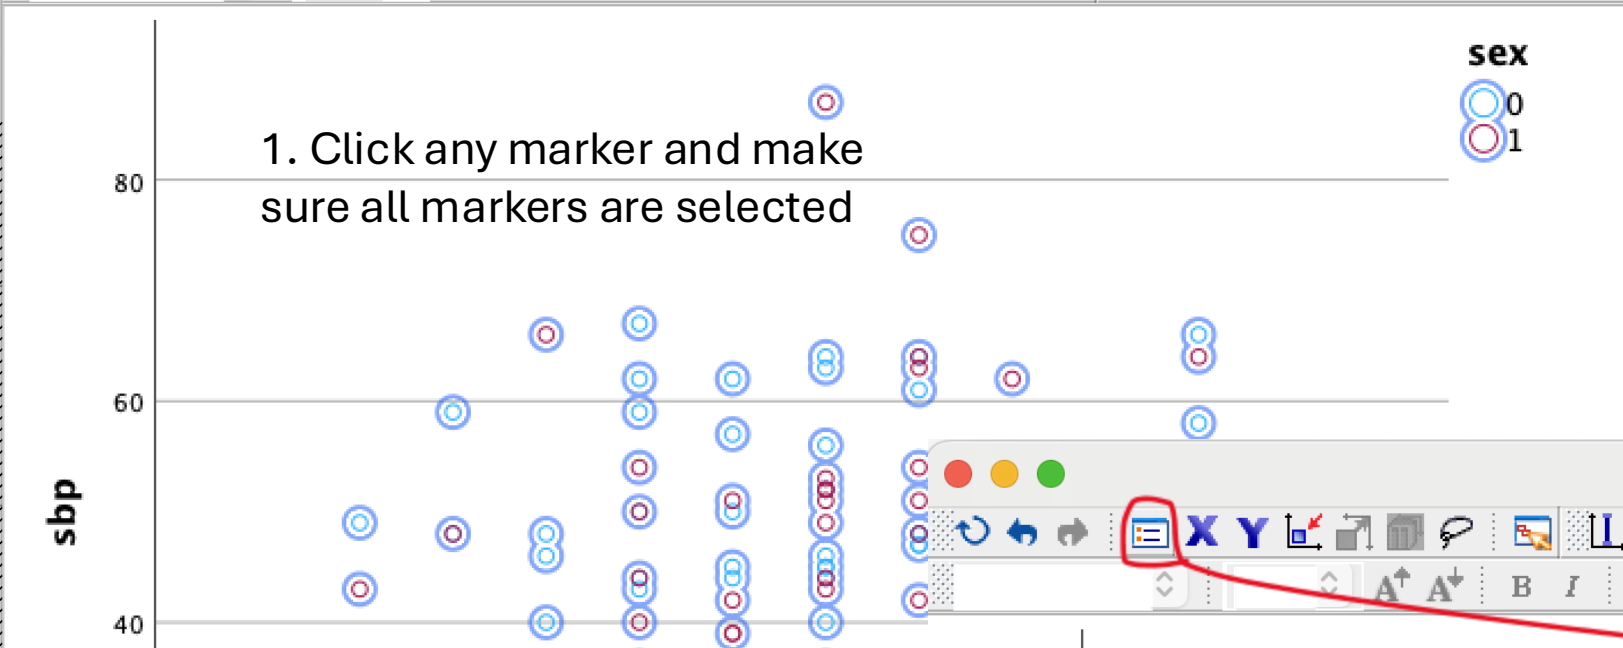 sex
0
1
1. Click any marker and make
sure all markers are selected
80
60
40
sbp
X Y
A A B I